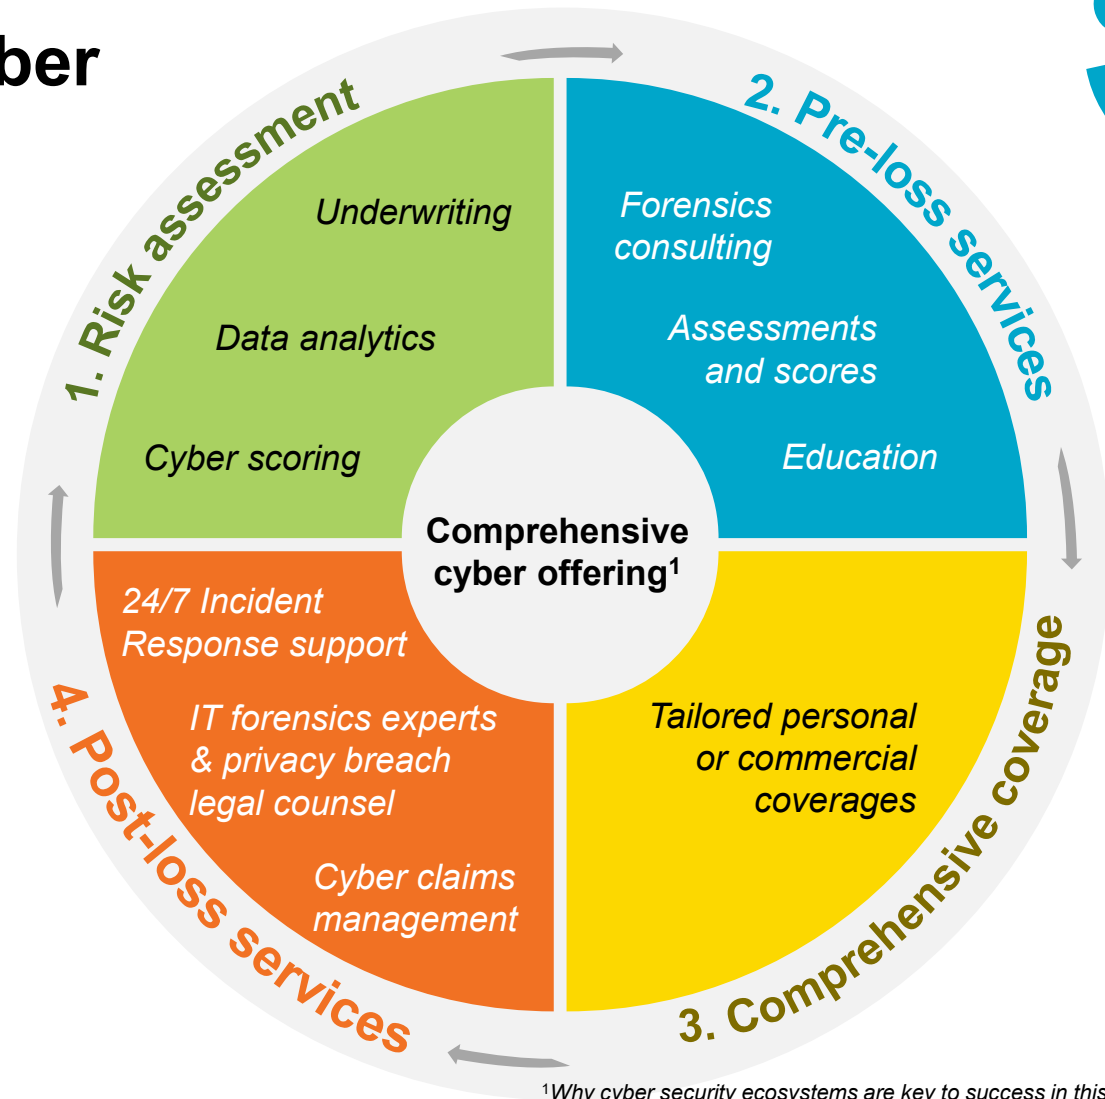 ber
1. Risk assessment
Underwriting
Data analytics
Cyber scoring
2. Pre-loss services
Forensics
consulting
Assessments
and scores
Education
Comprehensive
cyber offering¹
3. Comprehensive coverage
Tailored personal
or commercial
coverages
4. Post-loss services
24/7 Incident
Response support
IT forensics experts
& privacy breach
legal counsel
Cyber claims
management
¹Why cyber security ecosystems are key to success in this